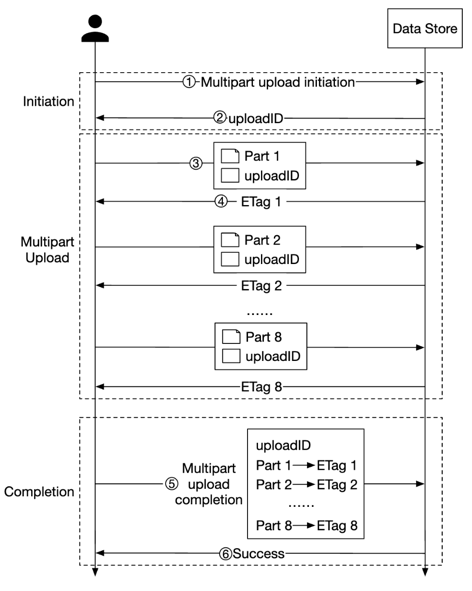 Data Store
① Multipart upload initiation
Initiation
② uploadID
③
Part 1
uploadID
④ ETag 1
Multipart
Upload
Part 2
uploadID
ETag 2
......
Part 8
uploadID
ETag 8
Completion
⑤ Multipart
upload
completion
uploadID
Part 1 → ETag 1
Part 2 → ETag 2
......
Part 8 → ETag 8
⑥ Success